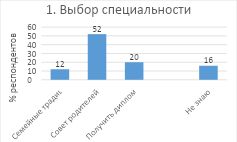 1. Выбор специальности
% респондентов
60
50
40
30
20
10
0
12
52
20
16
Семейные традиц
Совет родителей
Получить диплом
Не знаю